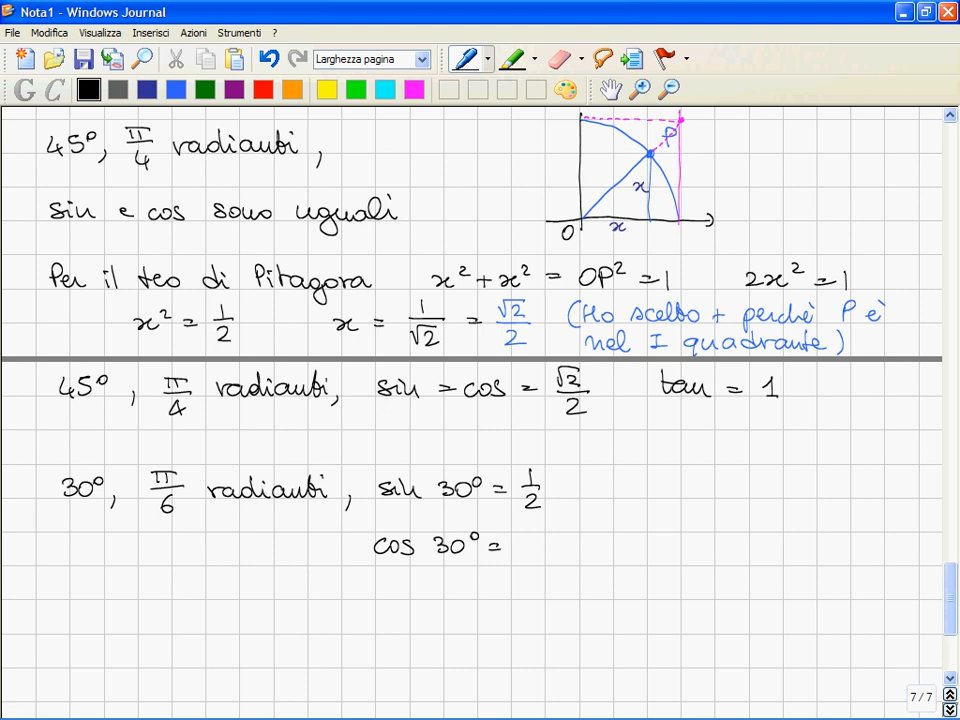 Nota1 - Windows Journal
File Modifica Visualizza Inserisci Azioni Strumenti ?
Larghezza pagina
45°, π/4 radianti,
P
x
sin e cos sono uguali
O x
Per il teo di Pitagora x² + x² = OP² = 1 2x² = 1
x² = 1/2 x = 1/√2 = √2/2 (Ho scelto + perchè P è
nel I quadrante)
45°, π/4 radianti, sin = cos = √2/2 tan = 1
30°, π/6 radianti, sin 30° = 1/2
cos 30° =
7 / 7